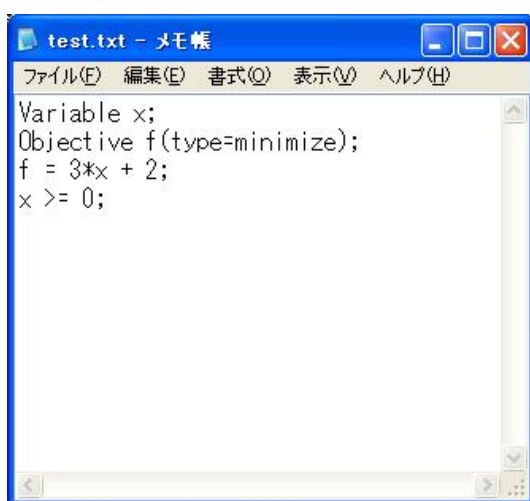 test.txt - メモ帳
ファイル(F) 編集(E) 書式(O) 表示(V) ヘルプ(H)
Variable x;
Objective f(type=minimize);
f = 3*x + 2;
x >= 0;